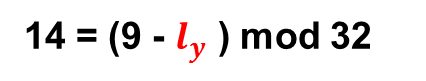 14 = (9 - l_y ) mod 32